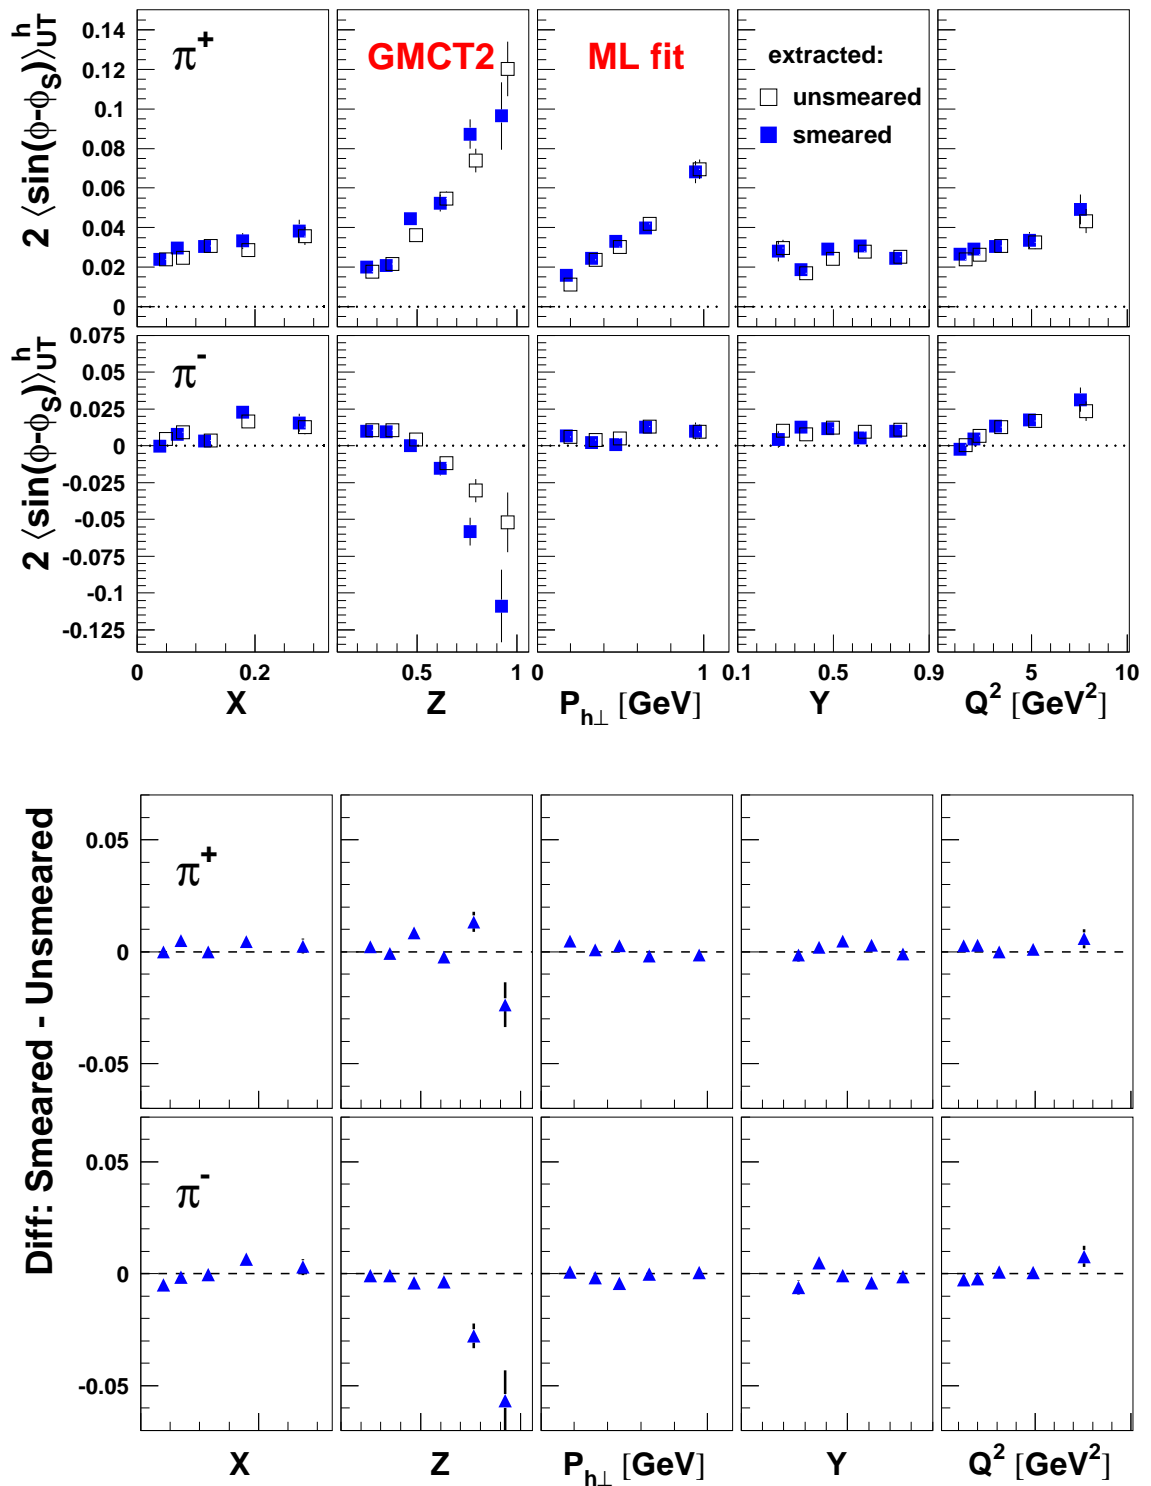 2 ⟨sin(ϕ-ϕS)⟩UT^h
0.14
0.12
0.1
0.08
0.06
0.04
0.02
0
π+
GMCT2
ML fit
extracted:
unsmeared
smeared
2 ⟨sin(ϕ-ϕS)⟩UT^h
0.075
0.05
0.025
0
-0.025
-0.05
-0.075
-0.1
-0.125
π-
0 0.2 0.5 1 0 1 0.1 0.5 0.9 5 10
X Z Ph⊥ [GeV] Y Q² [GeV²]
Diff: Smeared - Unsmeared
0.05
0
-0.05
π+
0.05
0
-0.05
π-
X Z Ph⊥ [GeV] Y Q² [GeV²]